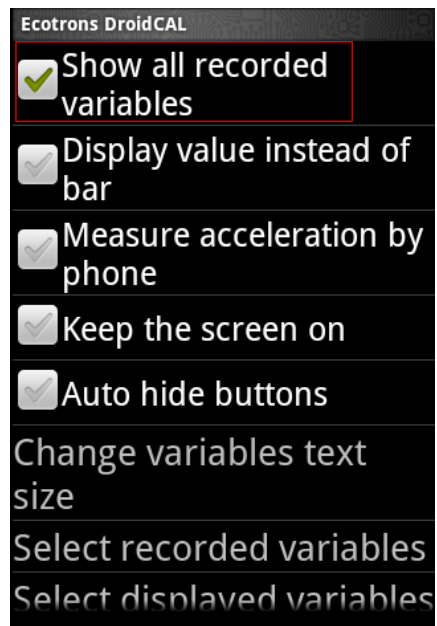 Ecotrons DroidCAL
Show all recorded
variables
Display value instead of
bar
Measure acceleration by
phone
Keep the screen on
Auto hide buttons
Change variables text
size
Select recorded variables
Select displayed variables